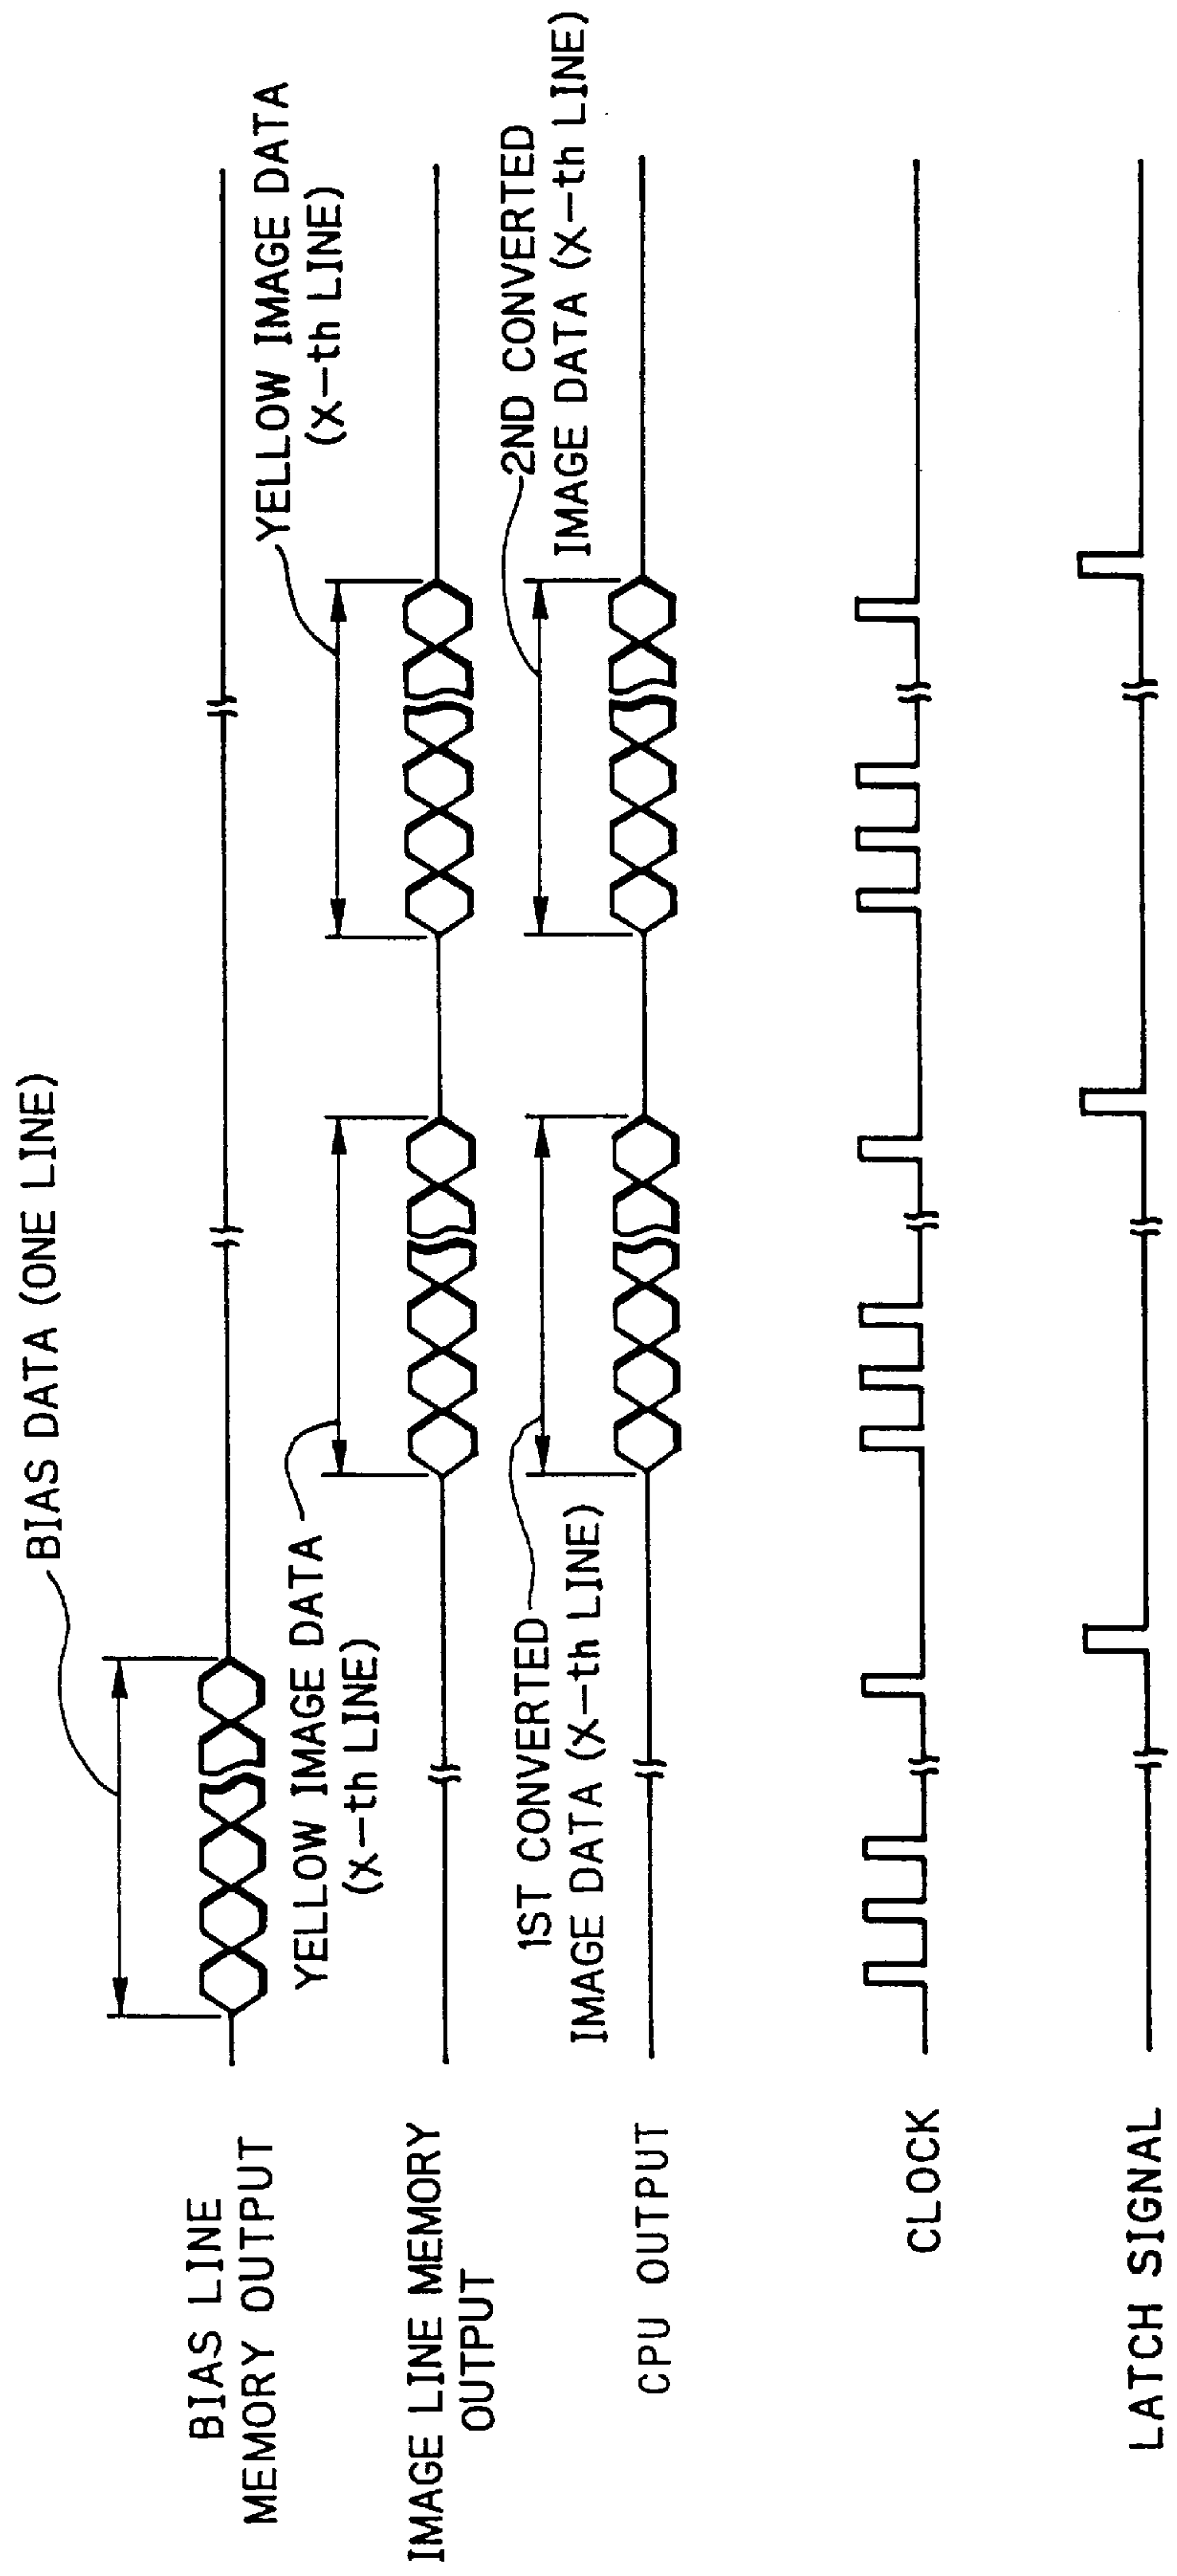 BIAS DATA (ONE LINE)
BIAS LINE
MEMORY OUTPUT
YELLOW IMAGE DATA
(X-th LINE)
YELLOW IMAGE DATA
(X-th LINE)
IMAGE LINE MEMORY
OUTPUT
1ST CONVERTED
IMAGE DATA (X-th LINE)
2ND CONVERTED
IMAGE DATA (X-th LINE)
CPU OUTPUT
CLOCK
LATCH SIGNAL